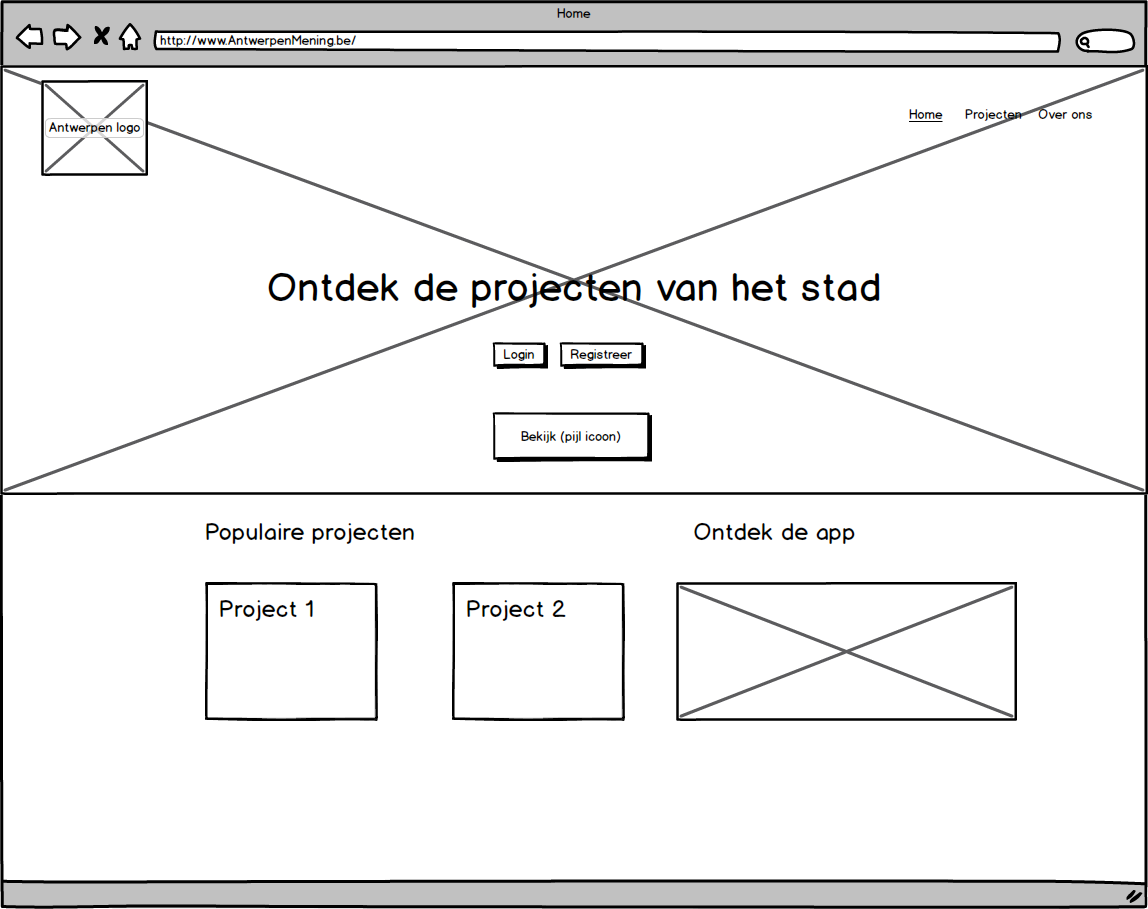 Home
http://www.AntwerpenMening.be/
Antwerpen logo
Home Projecten Over ons
Ontdek de projecten van het stad
Login Registreer
Bekijk (pijl icoon)
Populaire projecten
Ontdek de app
Project 1
Project 2